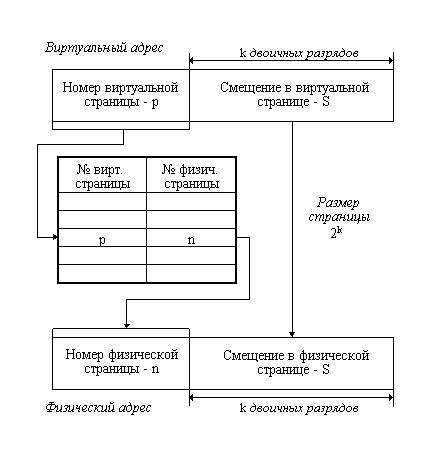 Виртуальный адрес
k двоичных разрядов
Номер виртуальной
страницы - p
Смещение в виртуальной
странице - S
№ вирт.
страницы
№ физич.
страницы
p
n
Размер
страницы
2^k
Номер физической
страницы - n
Смещение в физической
странице - S
Физический адрес
k двоичных разрядов